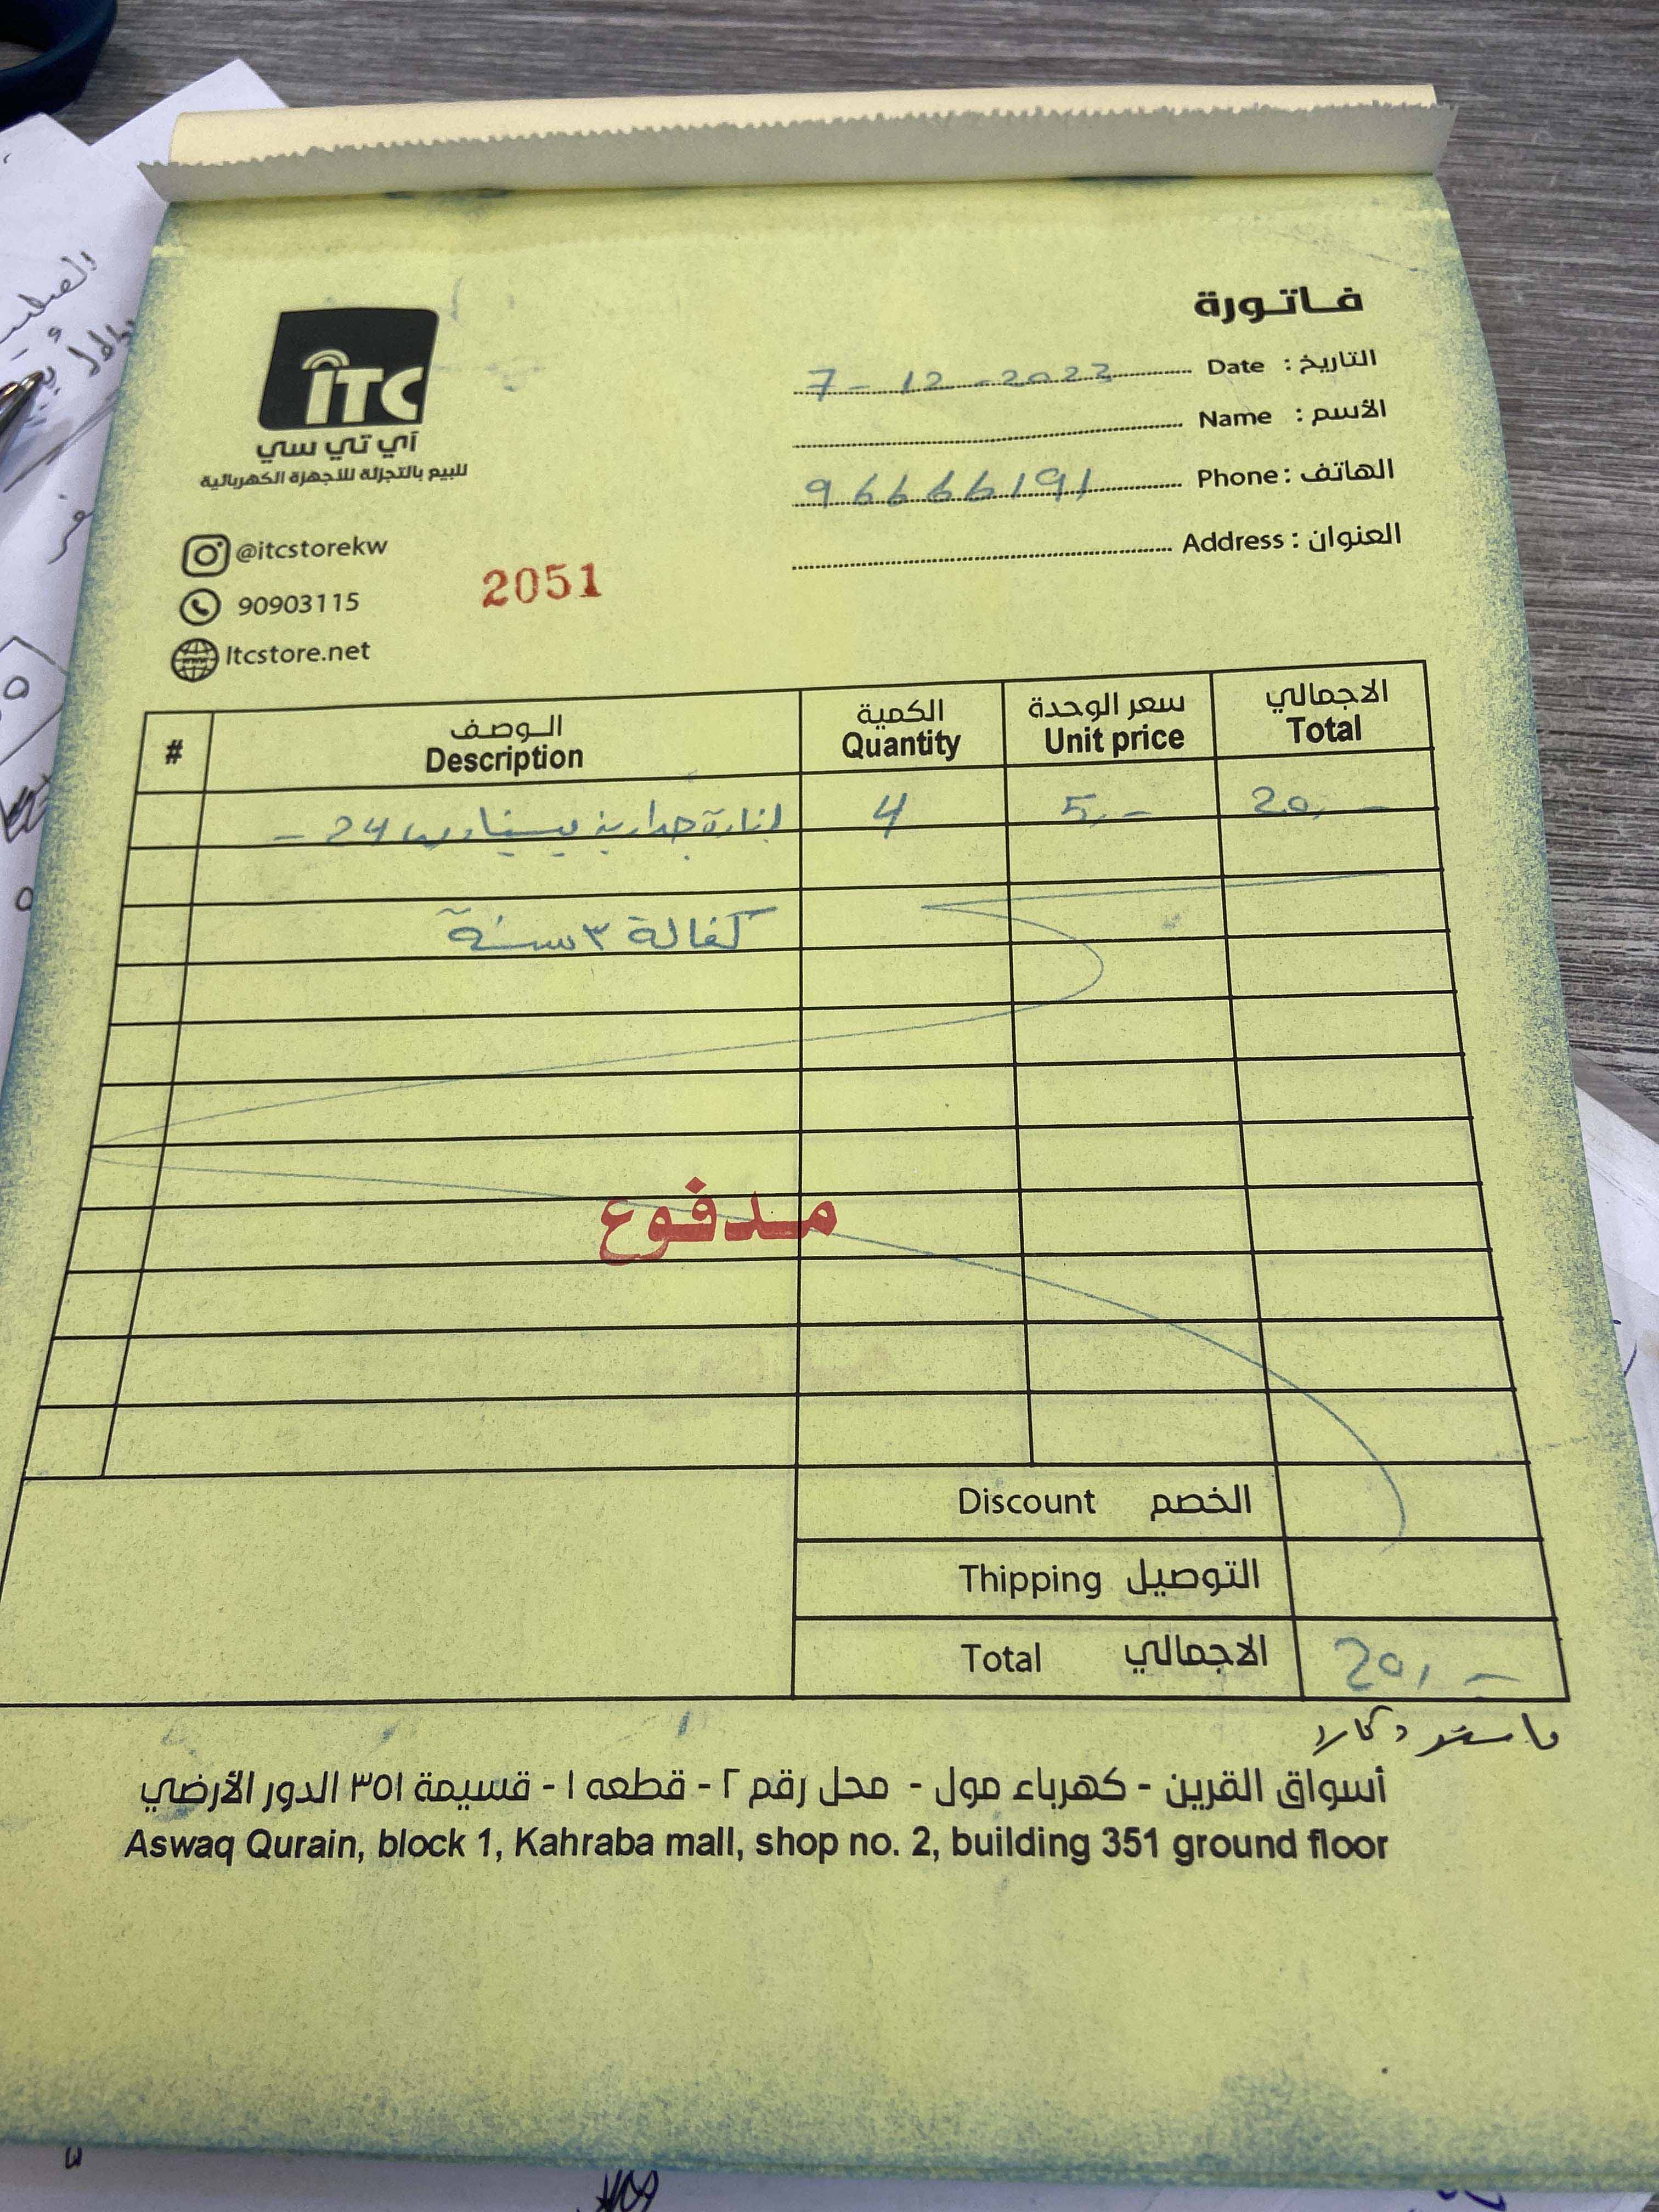 فاتورة
التاريخ : Date 7-12-2023
الأسم : Name
الهاتف : Phone 96666191
العنوان : Address
ITC
آي تي سي
للبيع بالتجزئة للأجهزة الكهربائية
@itcstorekw
90903115
Itcstore.net
2051
# الوصف الكمية سعر الوحدة الاجمالي
Description Quantity Unit price Total
انارة جدارية 24 - 4 5,- 20,-
كفالة ٣ سنة
مدفوع
Discount الخصم
Thipping التوصيل
Total الاجمالي 20,-
ماستر كارد
أسواق القرين - كهرباء مول - محل رقم ٢ - قطعه ١ - قسيمة ٣٥١ الدور الأرضي
Aswaq Qurain, block 1, Kahraba mall, shop no. 2, building 351 ground floor